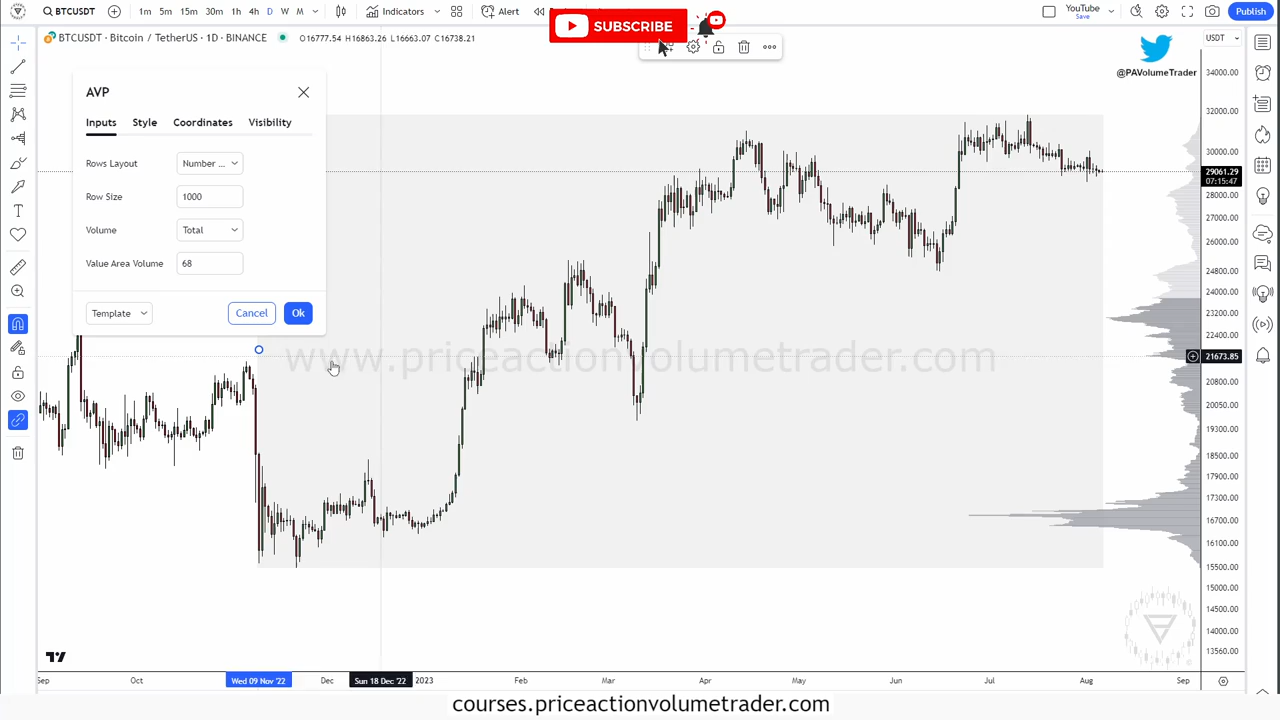 BTCUSDT 1m 5m 15m 30m 1h 4h D W M Indicators Alert SUBSCRIBE YouTube Save Publish
BTCUSDT · Bitcoin / TetherUS · 1D · BINANCE O16777.54 H16863.26 L16663.07 C16738.21 USDT
@PAVolumeTrader
AVP
Inputs Style Coordinates Visibility
Rows Layout Number ...
Row Size 1000
Volume Total
Value Area Volume 68
Template Cancel Ok
www.priceactionvolumetrader.com
34000.00
32000.00
30000.00
29061.29
07:15:47
28000.00
27000.00
26000.00
24800.00
23200.00
22400.00
21673.85
20800.00
20050.00
19300.00
18500.00
17900.00
17300.00
16700.00
16100.00
15500.00
15000.00
14500.00
14000.00
13560.00
Sep Oct Wed 09 Nov '22 Dec Sun 18 Dec '22 2023 Feb Mar Apr May Jun Jul Aug Sep
courses.priceactionvolumetrader.com